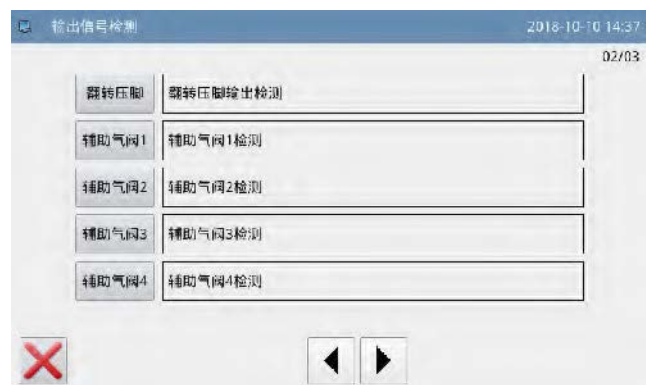 输出信号检测 2018-10-10 14:37
02/03
翻转压脚 翻转压脚输出检测
辅助气阀1 辅助气阀1检测
辅助气阀2 辅助气阀2检测
辅助气阀3 辅助气阀3检测
辅助气阀4 辅助气阀4检测